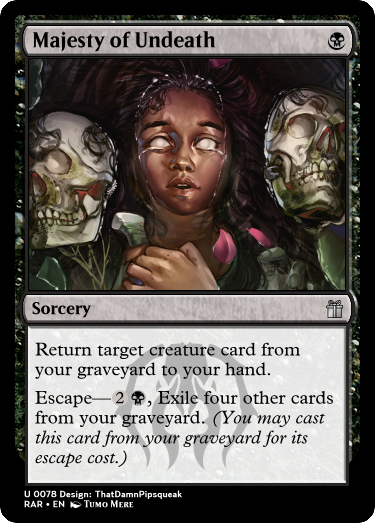 Majesty of Undeath
Sorcery
Return target creature card from
your graveyard to your hand.
Escape—2, Exile four other cards
from your graveyard. (You may cast
this card from your graveyard for its
escape cost.)
U 0078 Design: ThatDamnPipsqueak
RAR • EN Tumo Mere